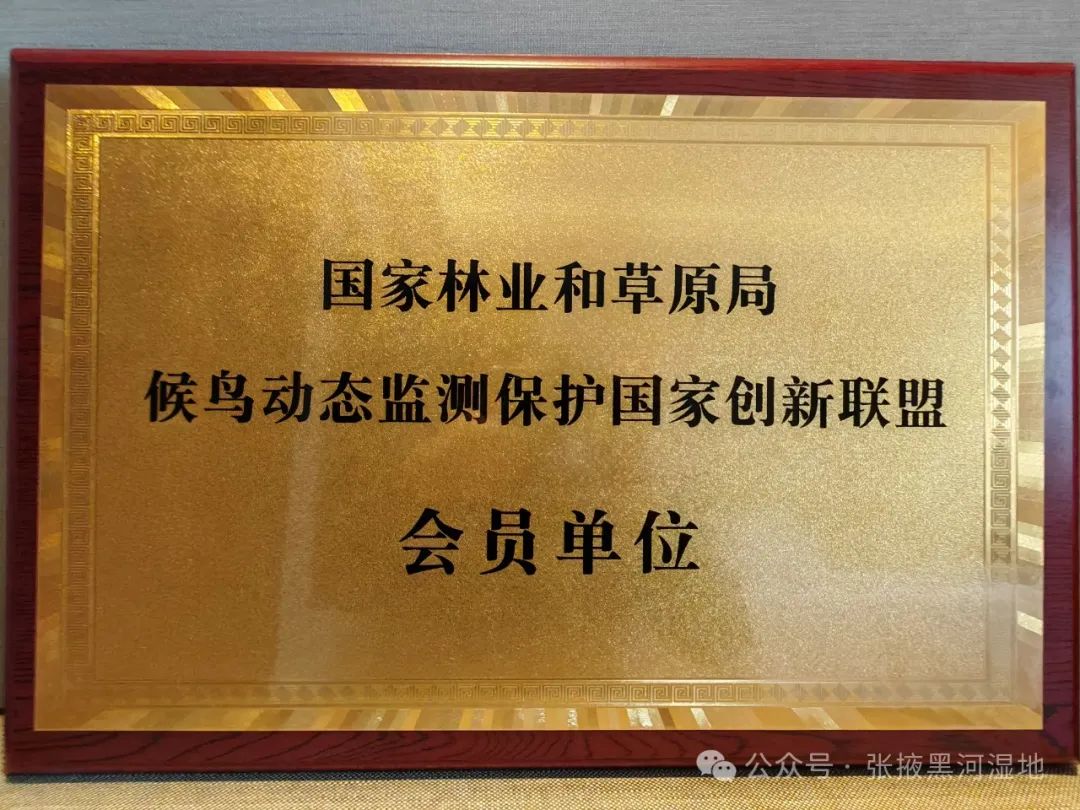 国家林业和草原局
候鸟动态监测保护国家创新联盟
会员单位
公众号·张掖黑河湿地